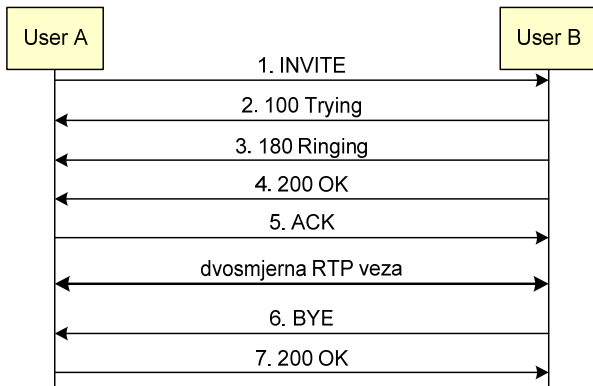 User A
User B
1. INVITE
2. 100 Trying
3. 180 Ringing
4. 200 OK
5. ACK
dvosmjerna RTP veza
6. BYE
7. 200 OK